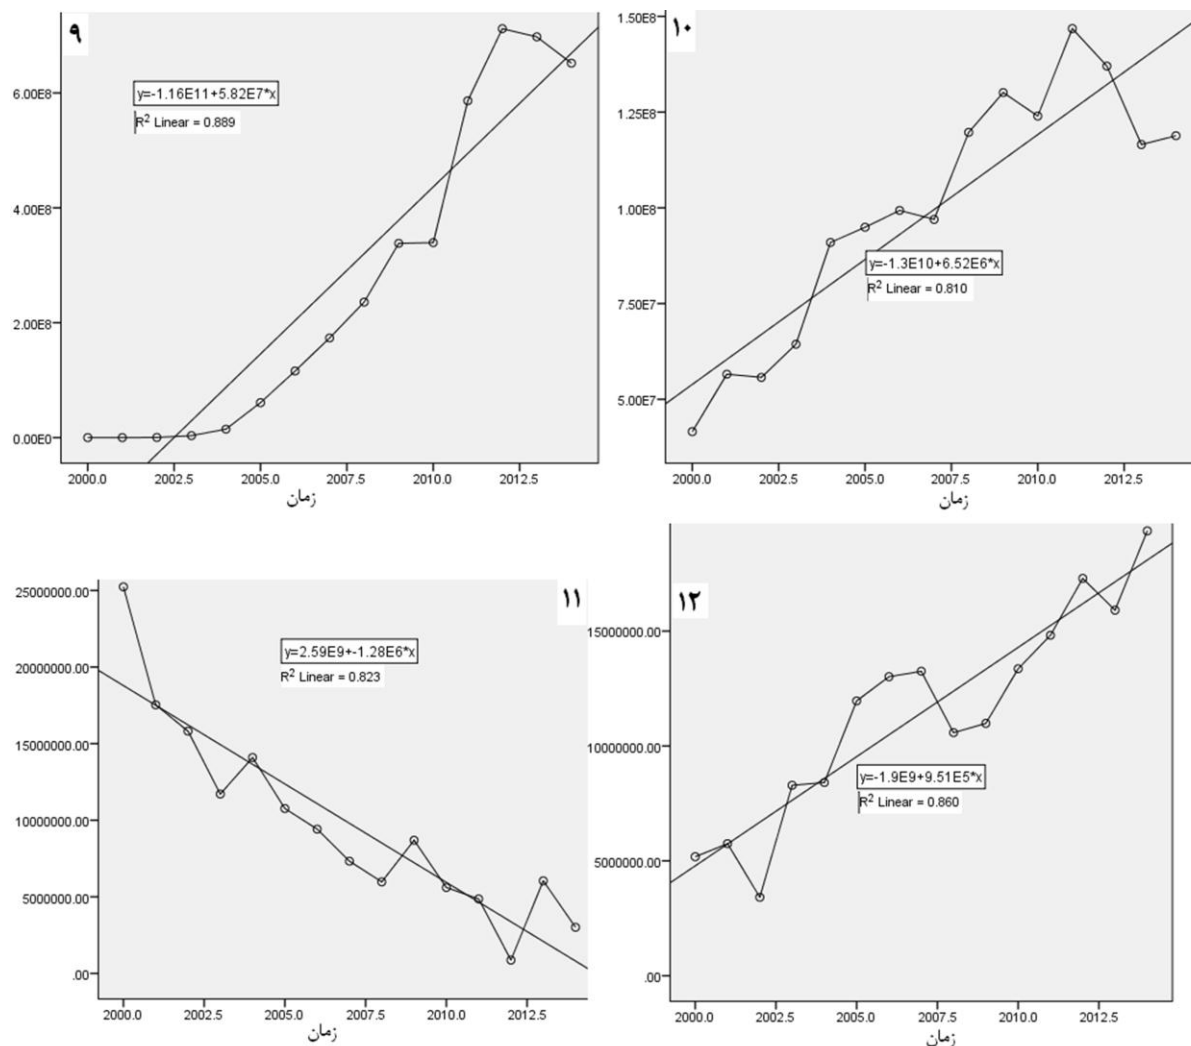 ۹
6.00E8
4.00E8
2.00E8
0.00E0
y=-1.16E11+5.82E7*x
R2 Linear = 0.889
2000.0 2002.5 2005.0 2007.5 2010.0 2012.5
زمان
۱۰
1.50E8
1.25E8
1.00E8
7.50E7
5.00E7
y=-1.3E10+6.52E6*x
R2 Linear = 0.810
2000.0 2002.5 2005.0 2007.5 2010.0 2012.5
زمان
۱۱
25000000.00
20000000.00
15000000.00
10000000.00
5000000.00
.00
y=2.59E9+-1.28E6*x
R2 Linear = 0.823
2000.0 2002.5 2005.0 2007.5 2010.0 2012.5
زمان
۱۲
15000000.00
10000000.00
5000000.00
.00
y=-1.9E9+9.51E5*x
R2 Linear = 0.860
2000.0 2002.5 2005.0 2007.5 2010.0 2012.5
زمان